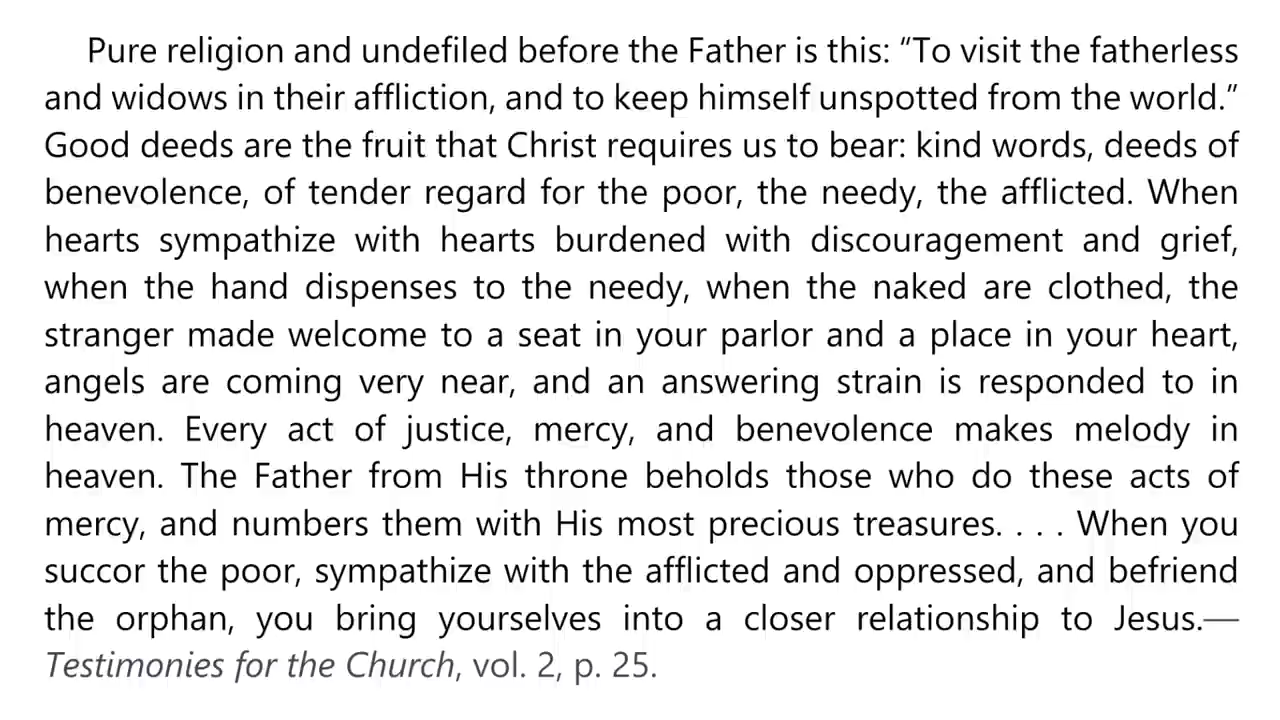 Pure religion and undefiled before the Father is this: “To visit the fatherless
and widows in their affliction, and to keep himself unspotted from the world.”
Good deeds are the fruit that Christ requires us to bear: kind words, deeds of
benevolence, of tender regard for the poor, the needy, the afflicted. When
hearts sympathize with hearts burdened with discouragement and grief,
when the hand dispenses to the needy, when the naked are clothed, the
stranger made welcome to a seat in your parlor and a place in your heart,
angels are coming very near, and an answering strain is responded to in
heaven. Every act of justice, mercy, and benevolence makes melody in
heaven. The Father from His throne beholds those who do these acts of
mercy, and numbers them with His most precious treasures. . . . When you
succor the poor, sympathize with the afflicted and oppressed, and befriend
the orphan, you bring yourselves into a closer relationship to Jesus.—
Testimonies for the Church, vol. 2, p. 25.